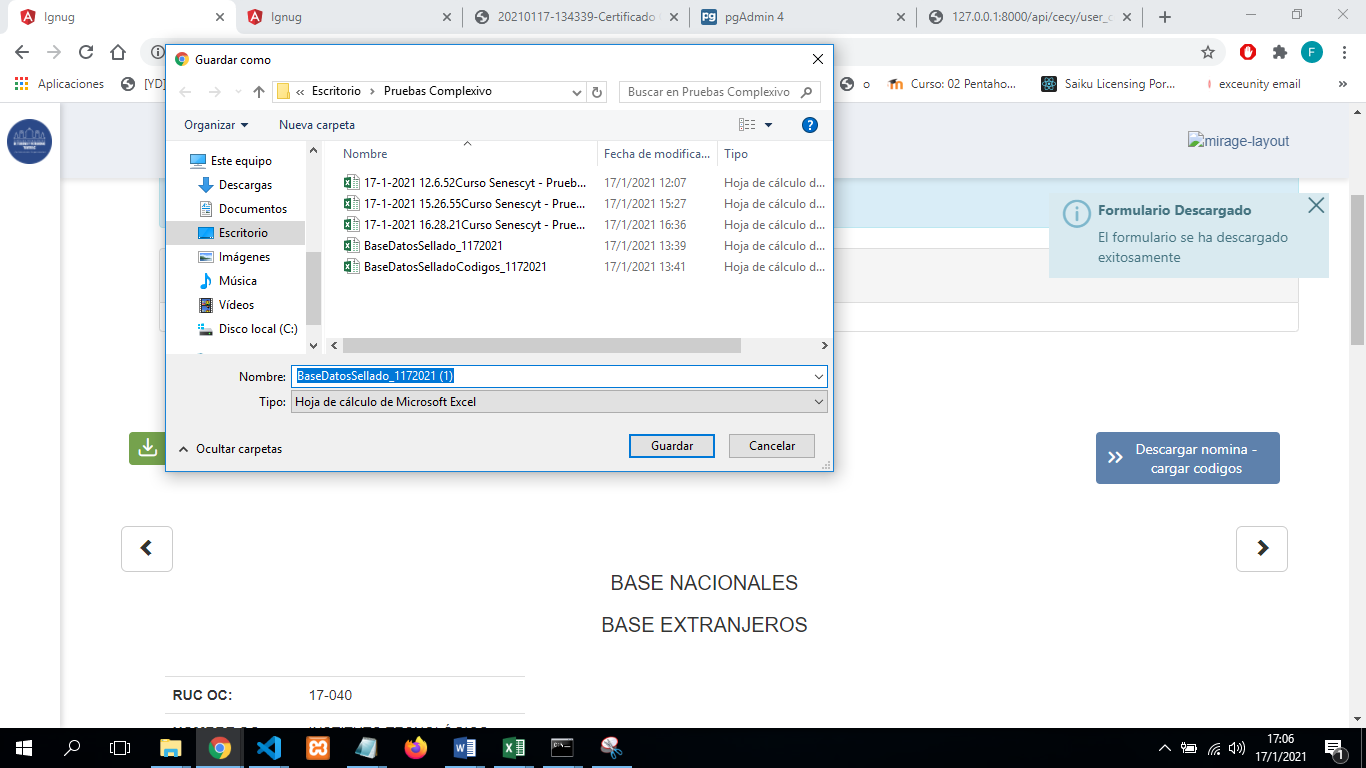 Ignug
Ignug
20210117-134339-Certificado
pgAdmin 4
127.0.0.1:8000/api/cecy/user_
F
Aplicaciones
[YD]
o
Curso: 02 Pentaho...
Saiku Licensing Por...
exceunity email
Guardar como
Escritorio
Pruebas Complexivo
Buscar en Pruebas Complexivo
Organizar
Nueva carpeta
Este equipo
Descargas
Documentos
Escritorio
Imágenes
Música
Vídeos
Disco local (C:)
Nombre
Fecha de modifica...
Tipo
17-1-2021 12.6.52Curso Senescyt - Prueb...
17/1/2021 12:07
Hoja de cálculo d...
17-1-2021 15.26.55Curso Senescyt - Prue...
17/1/2021 15:27
Hoja de cálculo d...
17-1-2021 16.28.21Curso Senescyt - Prue...
17/1/2021 16:36
Hoja de cálculo d...
BaseDatosSellado_1172021
17/1/2021 13:39
Hoja de cálculo d...
BaseDatosSelladoCodigos_1172021
17/1/2021 13:41
Hoja de cálculo d...
Nombre:
BaseDatosSellado_1172021 (1)
Tipo:
Hoja de cálculo de Microsoft Excel
Ocultar carpetas
Guardar
Cancelar
mirage-layout
Formulario Descargado
El formulario se ha descargado
exitosamente
Descargar nomina -
cargar codigos
BASE NACIONALES
BASE EXTRANJEROS
RUC OC:
17-040
17:06
17/1/2021
1